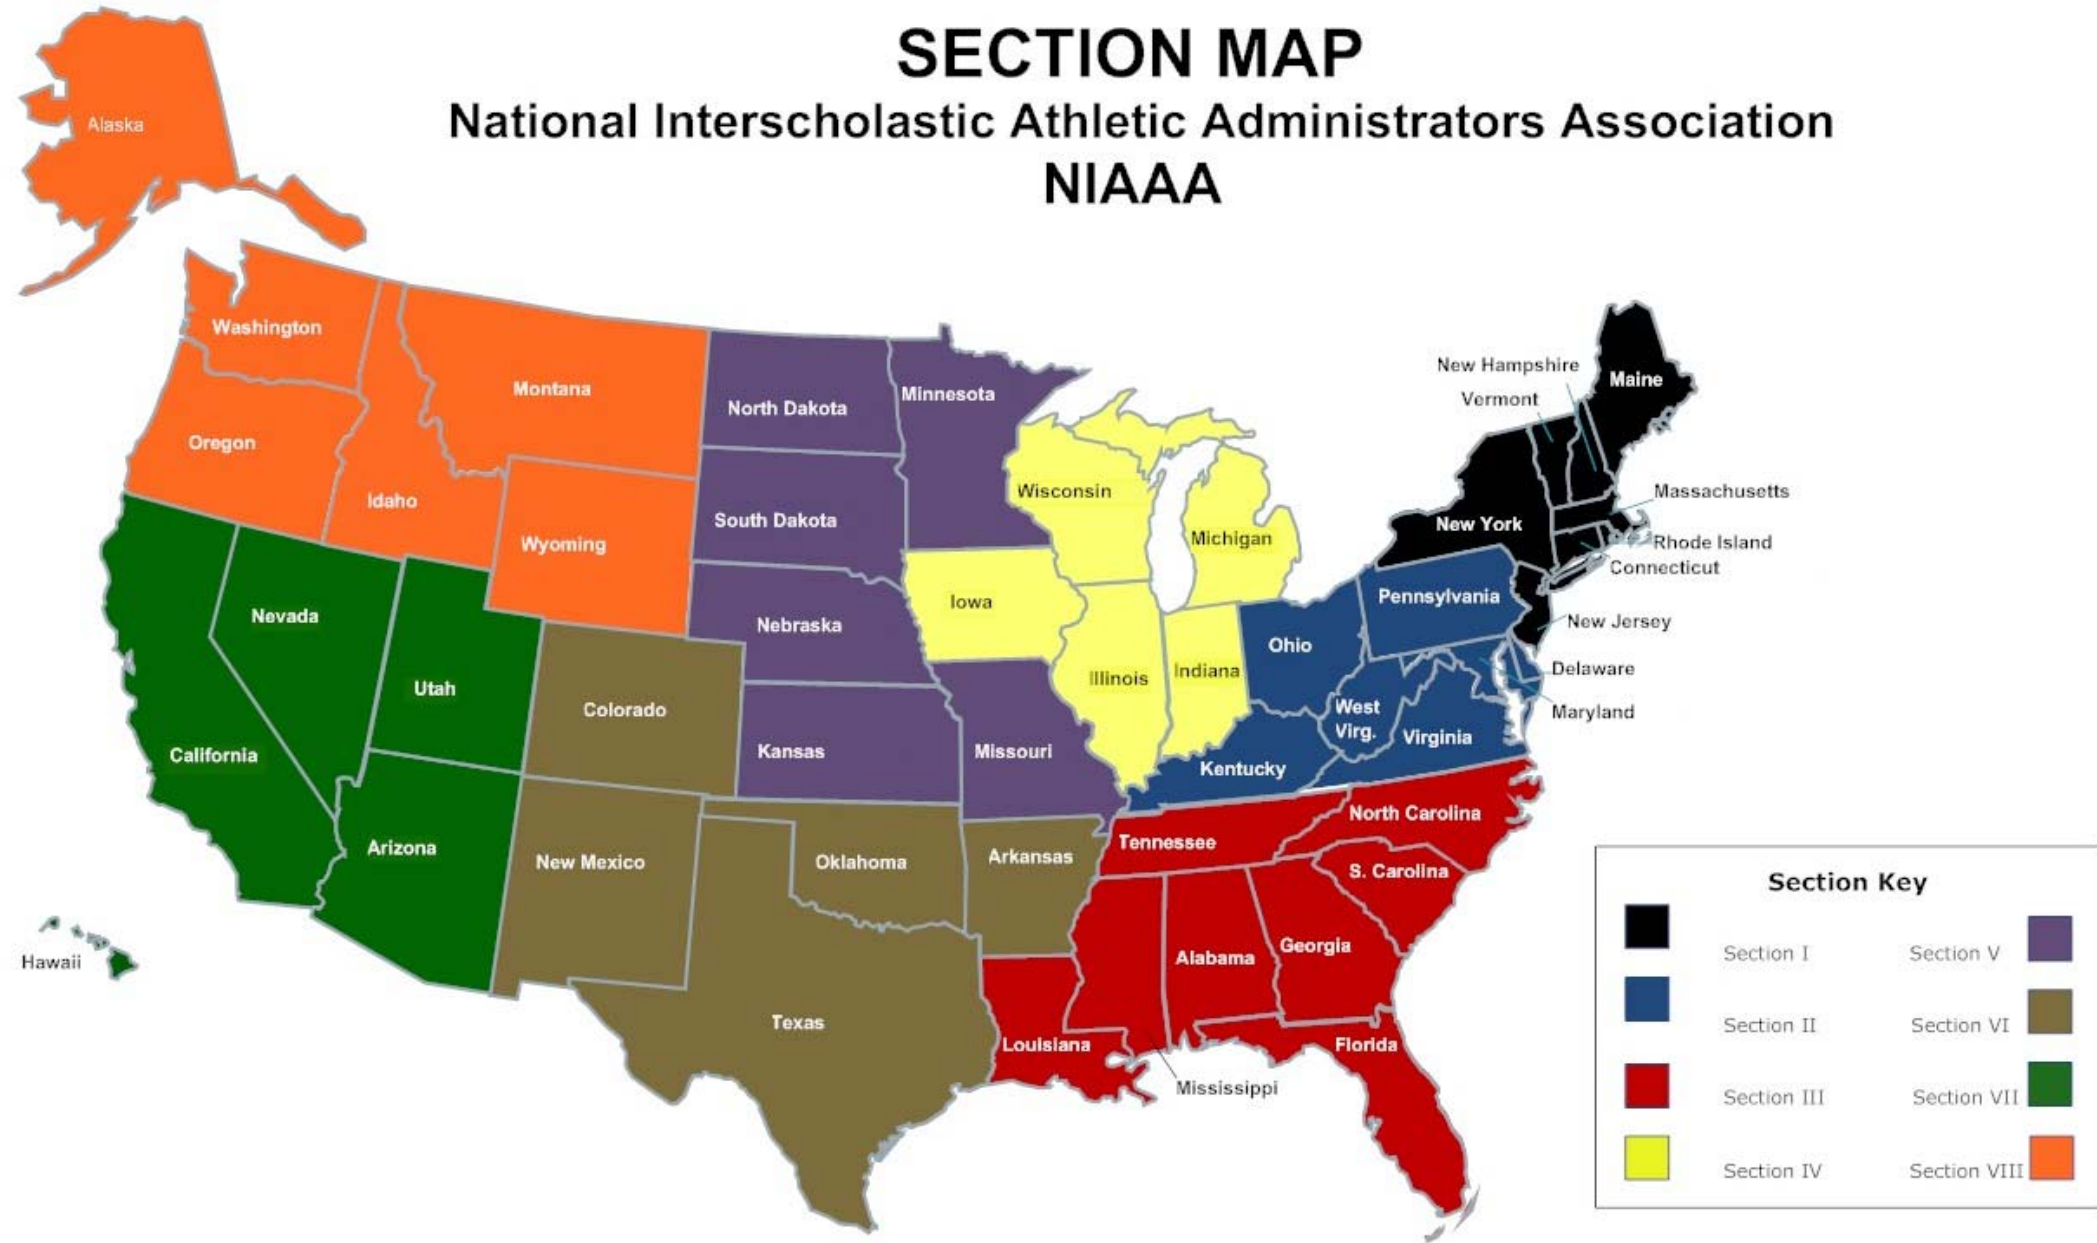 SECTION MAP
National Interscholastic Athletic Administrators Association
NIAAA
Alaska
Washington
Montana
North Dakota
Minnesota
New Hampshire
Maine
Vermont
Oregon
Idaho
Wyoming
South Dakota
Wisconsin
Michigan
New York
Massachusetts
Rhode Island
Connecticut
Nevada
Nebraska
Iowa
Pennsylvania
New Jersey
Utah
Colorado
Illinois
Indiana
Ohio
Delaware
West
Virg.
Maryland
California
Kansas
Missouri
Kentucky
Virginia
Arizona
New Mexico
Oklahoma
Arkansas
Tennessee
North Carolina
S. Carolina
Hawaii
Texas
Louisiana
Alabama
Georgia
Florida
Mississippi
Section Key
Section I
Section V
Section II
Section VI
Section III
Section VII
Section IV
Section VIII